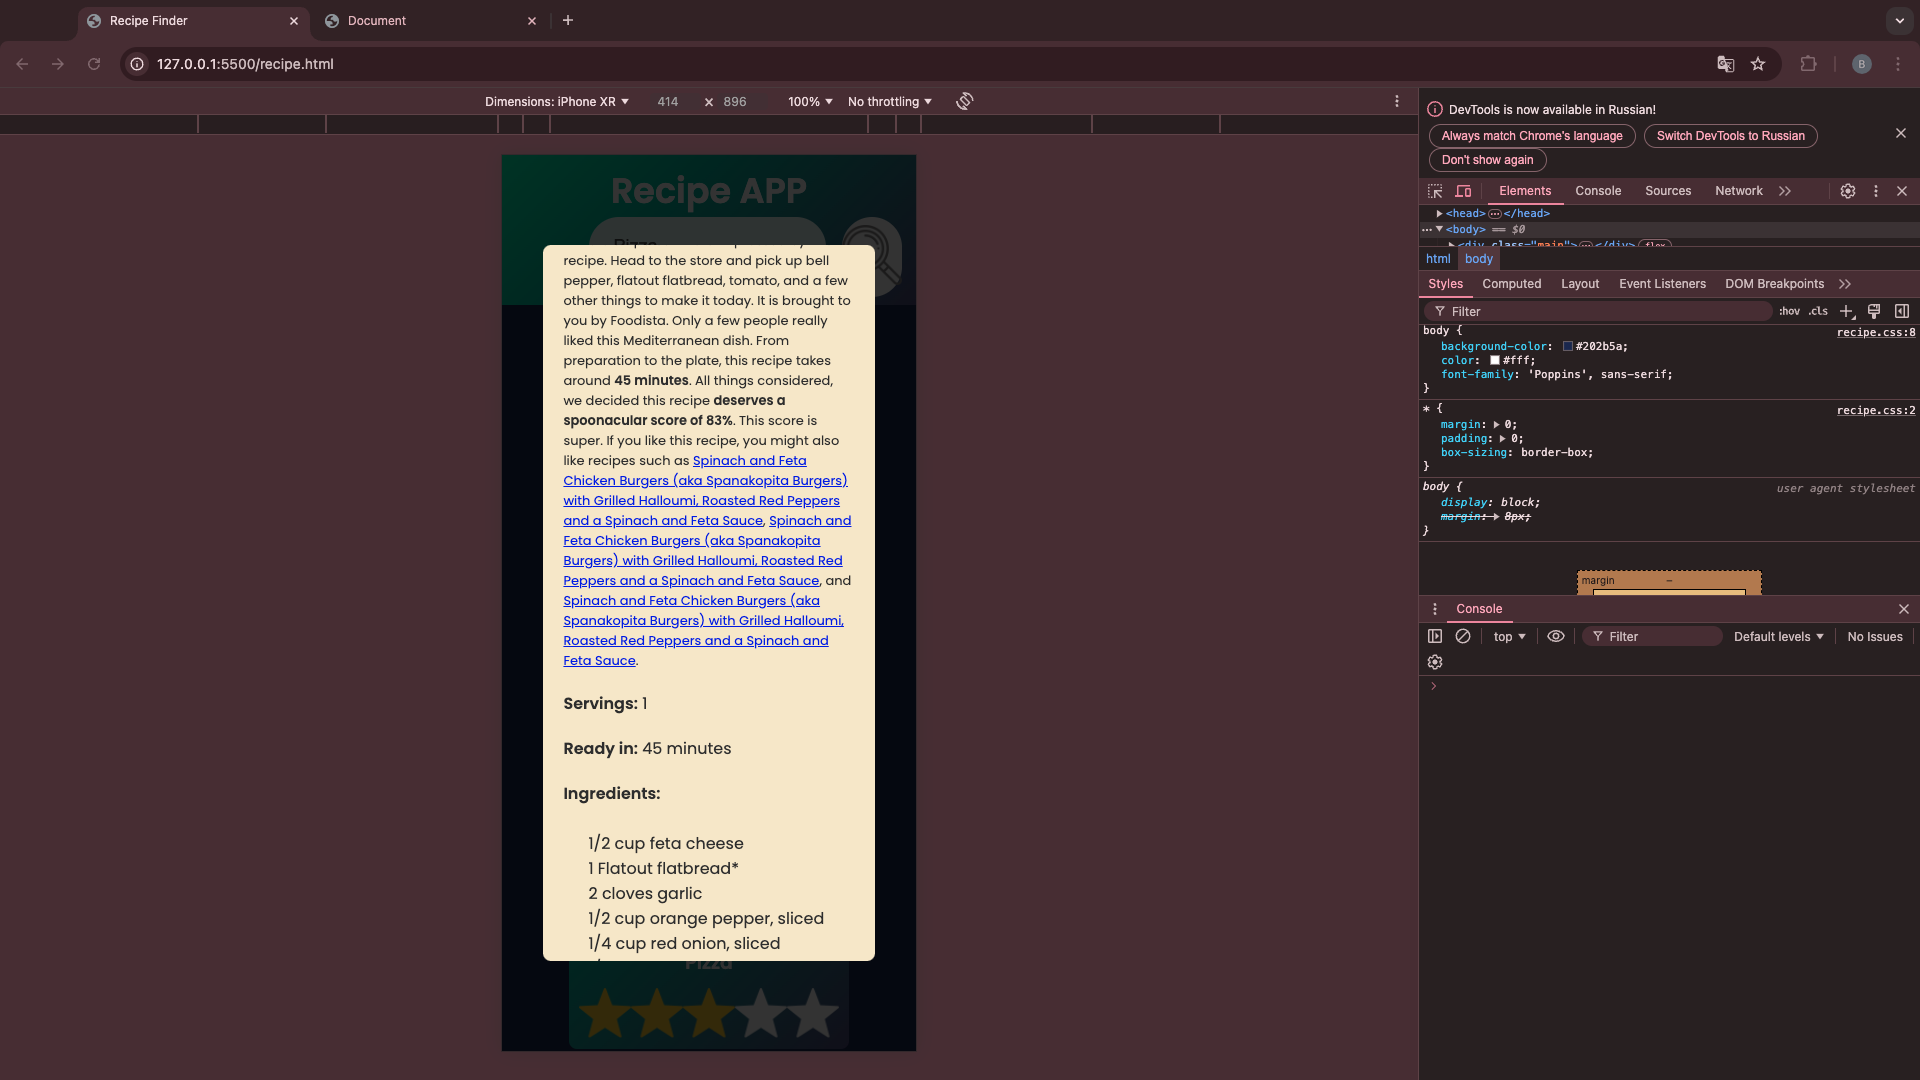 Recipe Finder
Document
127.0.0.1:5500/recipe.html
B
Dimensions: iPhone XR
414 × 896
100%
No throttling
Recipe APP
Pizza
recipe. Head to the store and pick up bell
pepper, flatout flatbread, tomato, and a few
other things to make it today. It is brought to
you by Foodista. Only a few people really
liked this Mediterranean dish. From
preparation to the plate, this recipe takes
around 45 minutes. All things considered,
we decided this recipe deserves a
spoonacular score of 83%. This score is
super. If you like this recipe, you might also
like recipes such as Spinach and Feta
Chicken Burgers (aka Spanakopita Burgers)
with Grilled Halloumi, Roasted Red Peppers
and a Spinach and Feta Sauce, Spinach and
Feta Chicken Burgers (aka Spanakopita
Burgers) with Grilled Halloumi, Roasted Red
Peppers and a Spinach and Feta Sauce, and
Spinach and Feta Chicken Burgers (aka
Spanakopita Burgers) with Grilled Halloumi,
Roasted Red Peppers and a Spinach and
Feta Sauce.
Servings: 1
Ready in: 45 minutes
Ingredients:
1/2 cup feta cheese
1 Flatout flatbread*
2 cloves garlic
1/2 cup orange pepper, sliced
1/4 cup red onion, sliced
Pizza
DevTools is now available in Russian!
Always match Chrome's language
Switch DevTools to Russian
Don't show again
Elements
Console
Sources
Network
<head> … </head>
<body> == $0
<div class="main"> … </div> flex
html
body
Styles
Computed
Layout
Event Listeners
DOM Breakpoints
Filter
:hov
.cls
body {
recipe.css:8
background-color: #202b5a;
color: #fff;
font-family: 'Poppins', sans-serif;
}
* {
recipe.css:2
margin: 0;
padding: 0;
box-sizing: border-box;
}
body {
user agent stylesheet
display: block;
margin: 8px;
}
margin
–
Console
top
Filter
Default levels
No Issues